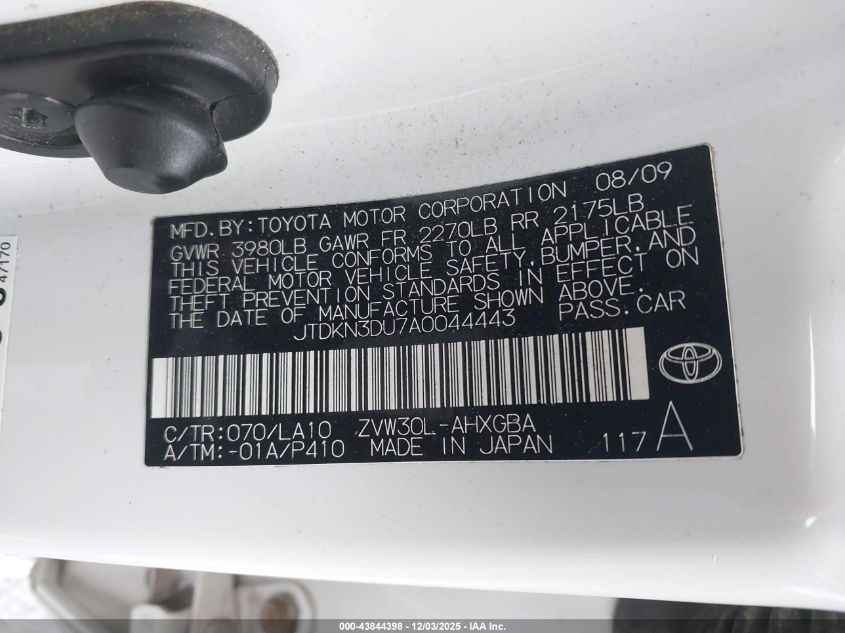 MFD. BY: TOYOTA MOTOR CORPORATION 08/09
GVWR 3980LB GAWR FR 2270LB RR 2175LB
THIS VEHICLE CONFORMS TO ALL APPLICABLE
FEDERAL MOTOR VEHICLE SAFETY, BUMPER, AND
THEFT PREVENTION STANDARDS IN EFFECT ON
THE DATE OF MANUFACTURE SHOWN ABOVE.
JTDKN3DU7A0044443 PASS. CAR
C/TR: 070/LA10 ZVW30L-AHXGBA
A/TM: -01A/P410 MADE IN JAPAN 117 A
47170
000-43844398 - 12/03/2025 - IAA Inc.